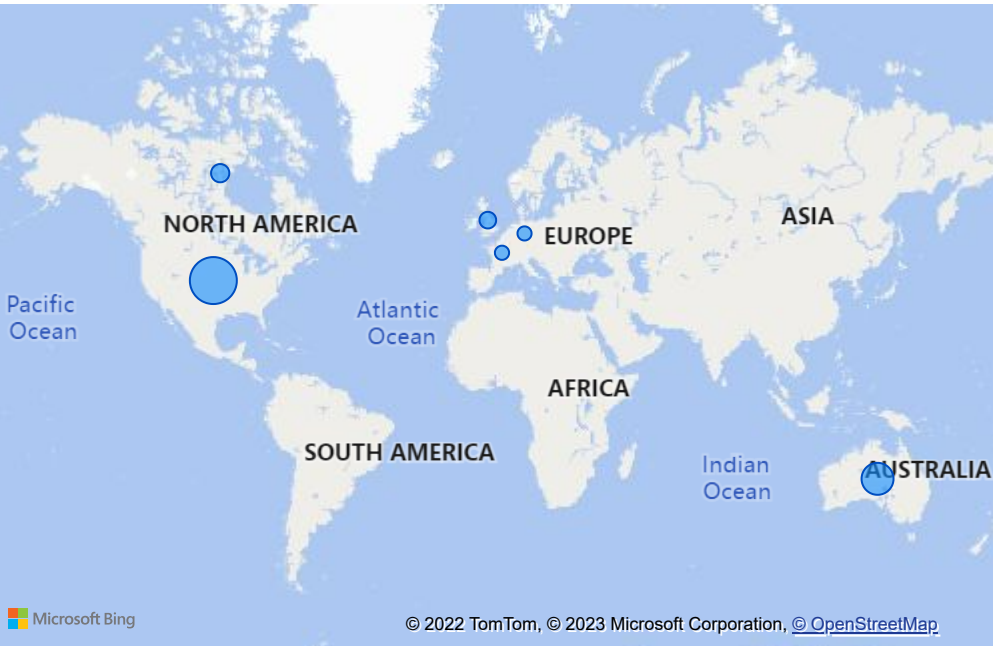 NORTH AMERICA
ASIA
EUROPE
Pacific
Ocean
Atlantic
Ocean
AFRICA
SOUTH AMERICA
Indian
Ocean
AUSTRALIA
Microsoft Bing
© 2022 TomTom, © 2023 Microsoft Corporation, © OpenStreetMap